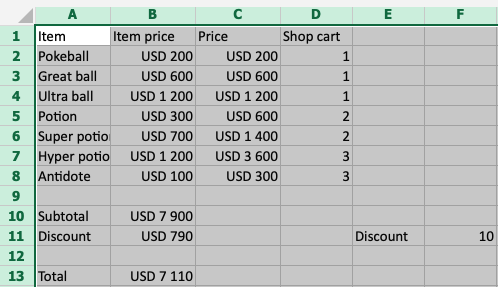 A B C D E F
1 Item Item price Price Shop cart
2 Pokeball USD 200 USD 200 1
3 Great ball USD 600 USD 600 1
4 Ultra ball USD 1 200 USD 1 200 1
5 Potion USD 300 USD 600 2
6 Super potio USD 700 USD 1 400 2
7 Hyper potio USD 1 200 USD 3 600 3
8 Antidote USD 100 USD 300 3
9
10 Subtotal USD 7 900
11 Discount USD 790 Discount 10
12
13 Total USD 7 110